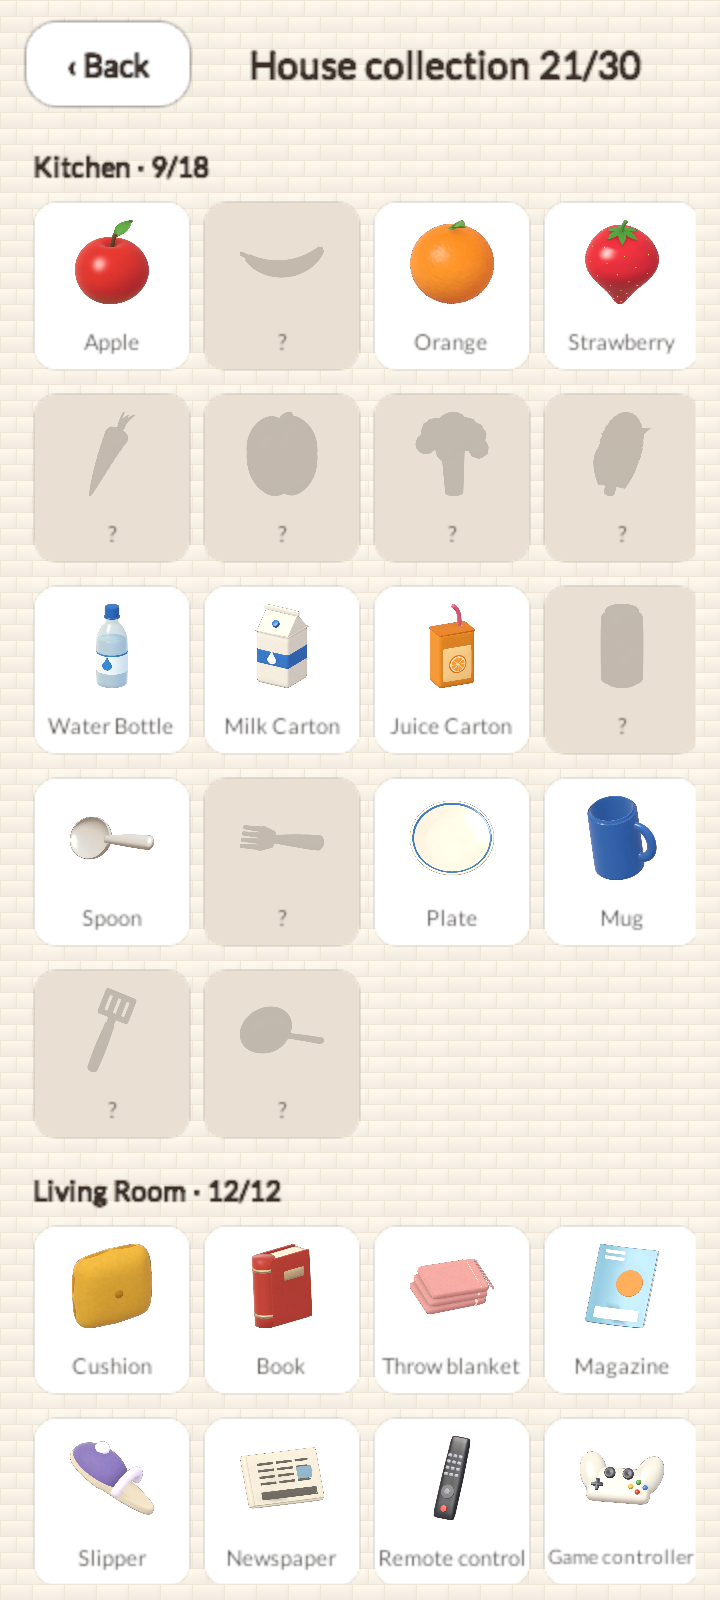 ‹ Back
House collection 21/30
Kitchen · 9/18
Apple
?
Orange
Strawberry
?
?
?
?
Water Bottle
Milk Carton
Juice Carton
?
Spoon
?
Plate
Mug
?
?
Living Room · 12/12
Cushion
Book
Throw blanket
Magazine
Slipper
Newspaper
Remote control
Game controller